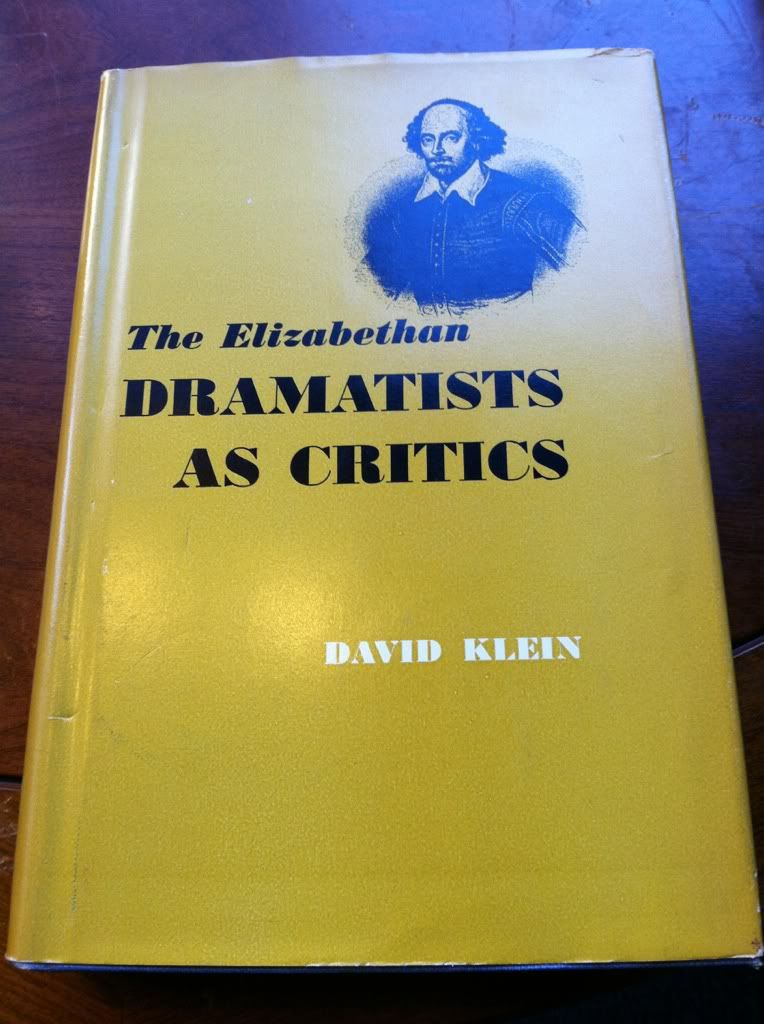 The Elizabethan
DRAMATISTS
AS CRITICS
DAVID KLEIN